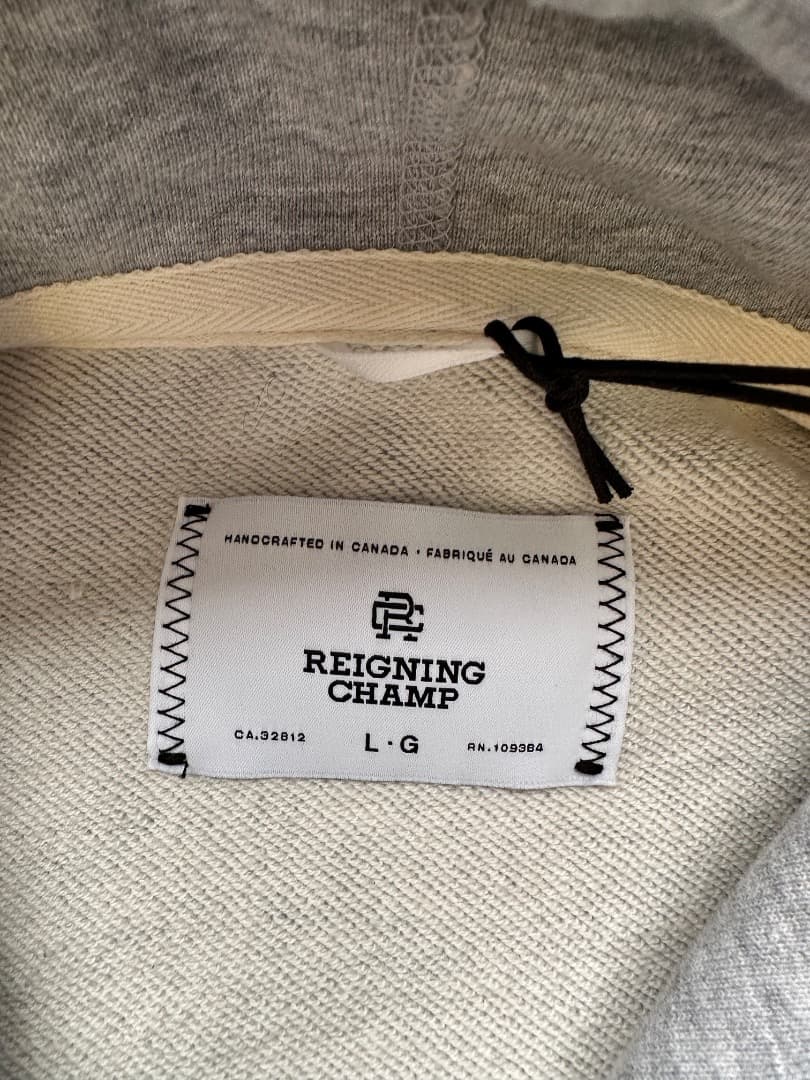 HANDCRAFTED IN CANADA · FABRIQUÉ AU CANADA
RC
REIGNING
CHAMP
CA.32812 L·G RN.109384